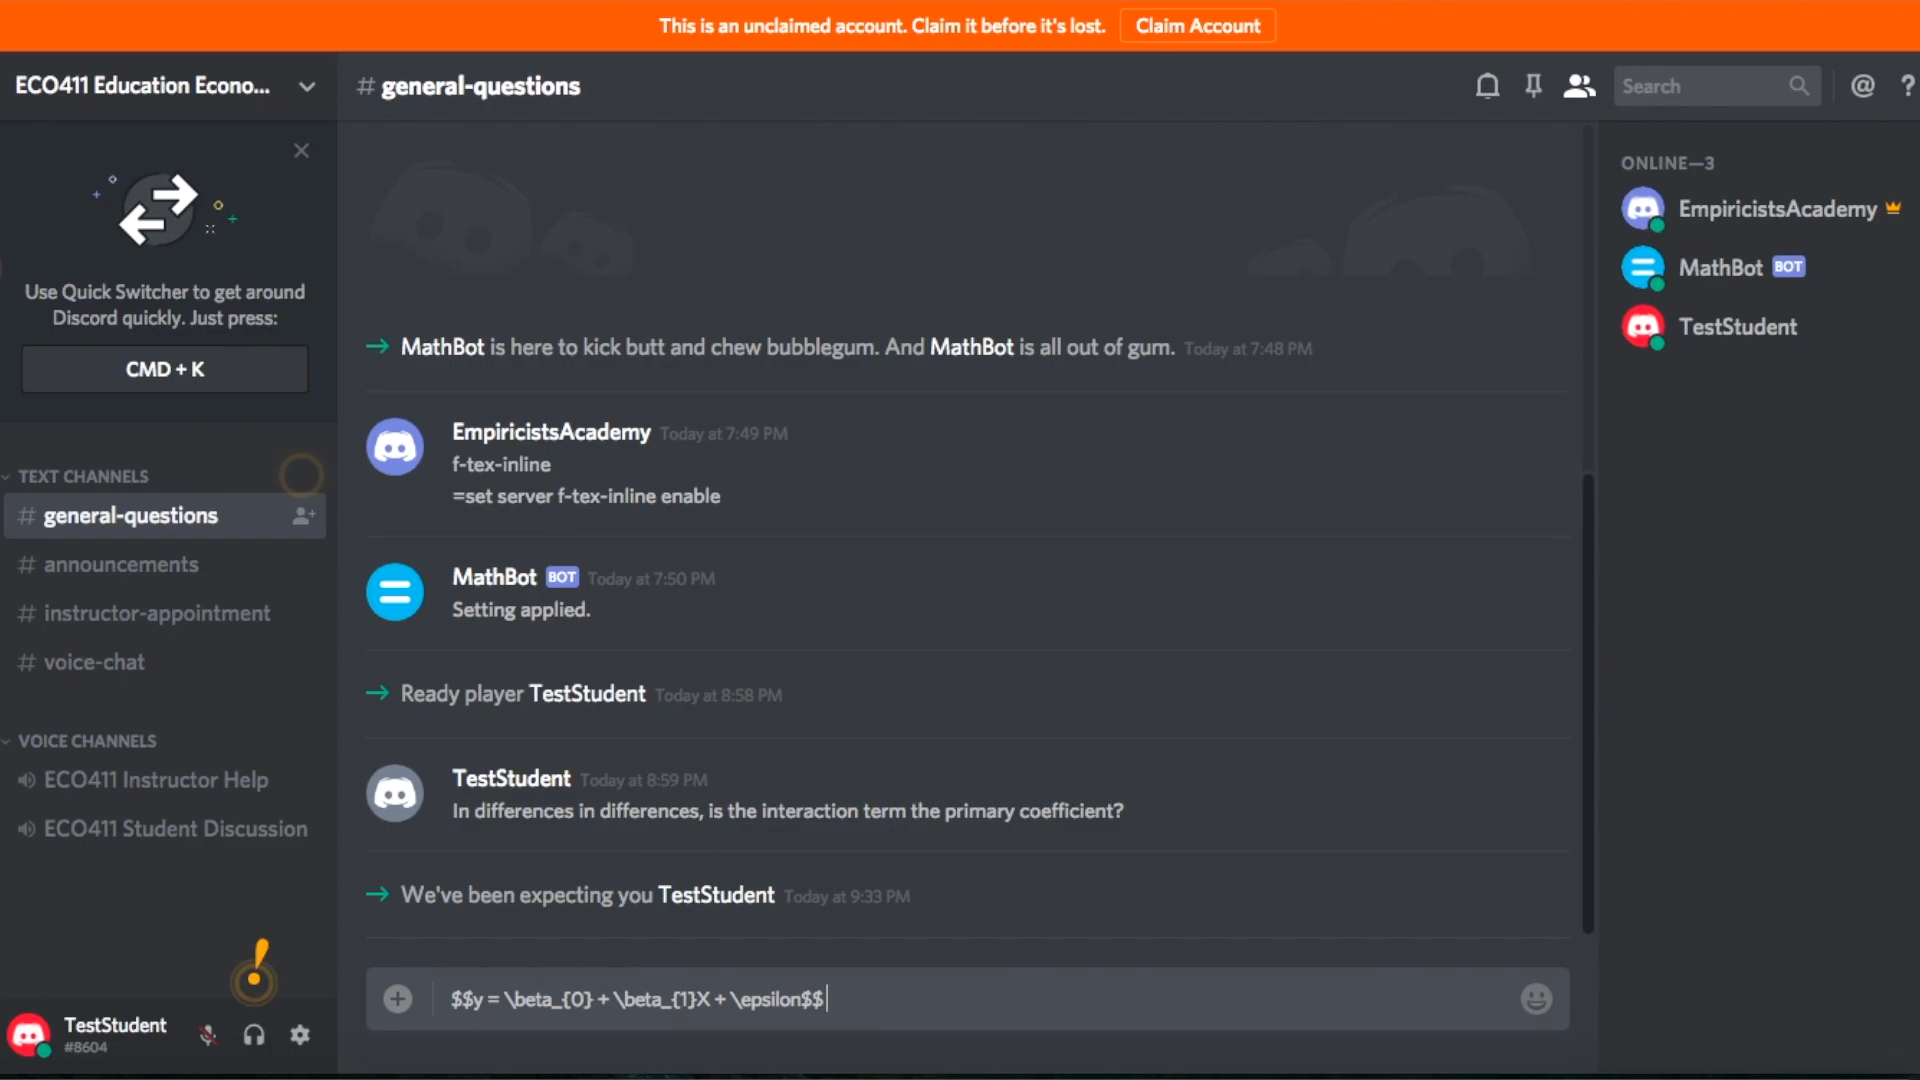 This is an unclaimed account. Claim it before it's lost. Claim Account
ECO411 Education Econo...
# general-questions
Search
@ ?
Use Quick Switcher to get around
Discord quickly. Just press:
CMD + K
TEXT CHANNELS
# general-questions
# announcements
# instructor-appointment
# voice-chat
VOICE CHANNELS
ECO411 Instructor Help
ECO411 Student Discussion
TestStudent
#8604
→ MathBot is here to kick butt and chew bubblegum. And MathBot is all out of gum. Today at 7:48 PM
EmpiricistsAcademy Today at 7:49 PM
f-tex-inline
=set server f-tex-inline enable
MathBot BOT Today at 7:50 PM
Setting applied.
→ Ready player TestStudent Today at 8:58 PM
TestStudent Today at 8:59 PM
In differences in differences, is the interaction term the primary coefficient?
→ We've been expecting you TestStudent Today at 9:33 PM
$$y = \beta_{0} + \beta_{1}X + \epsilon$$
ONLINE—3
EmpiricistsAcademy
MathBot BOT
TestStudent